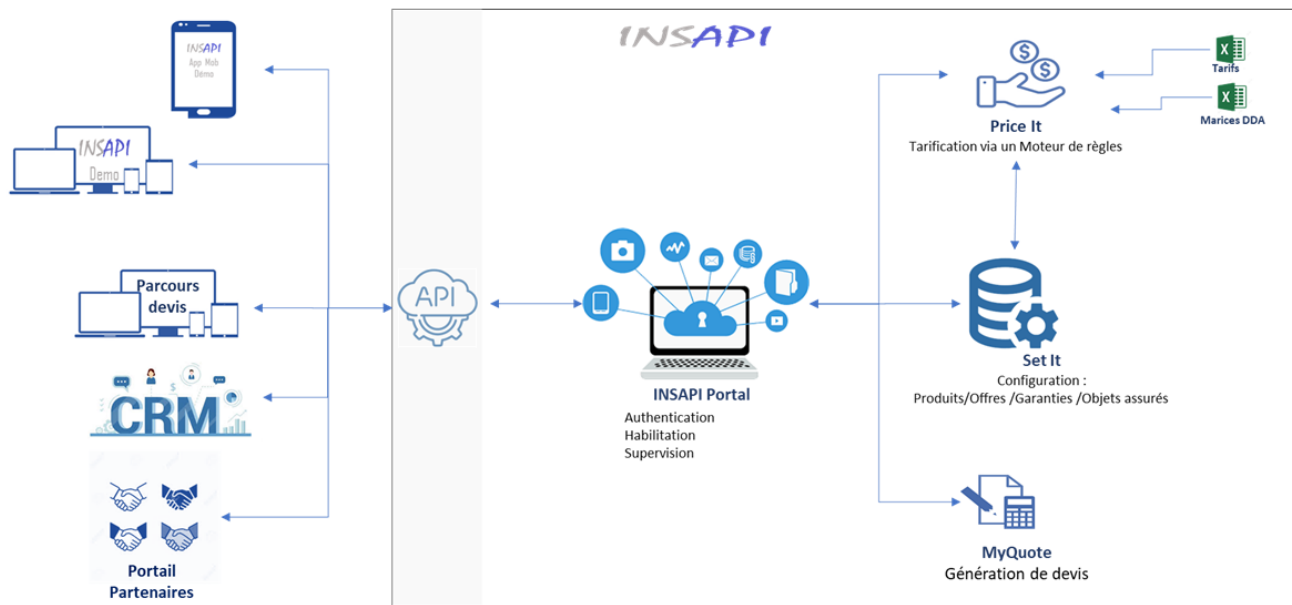 INSAPI
INSAPI
App Mob
Démo
INSAPI
Demo
Parcours
devis
CRM
Portail
Partenaires
API
INSAPI Portal
Authentication
Habilitation
Supervision
Tarifs
Marices DDA
Price It
Tarification via un Moteur de règles
Set It
Configuration :
Produits/Offres /Garanties /Objets assurés
MyQuote
Génération de devis